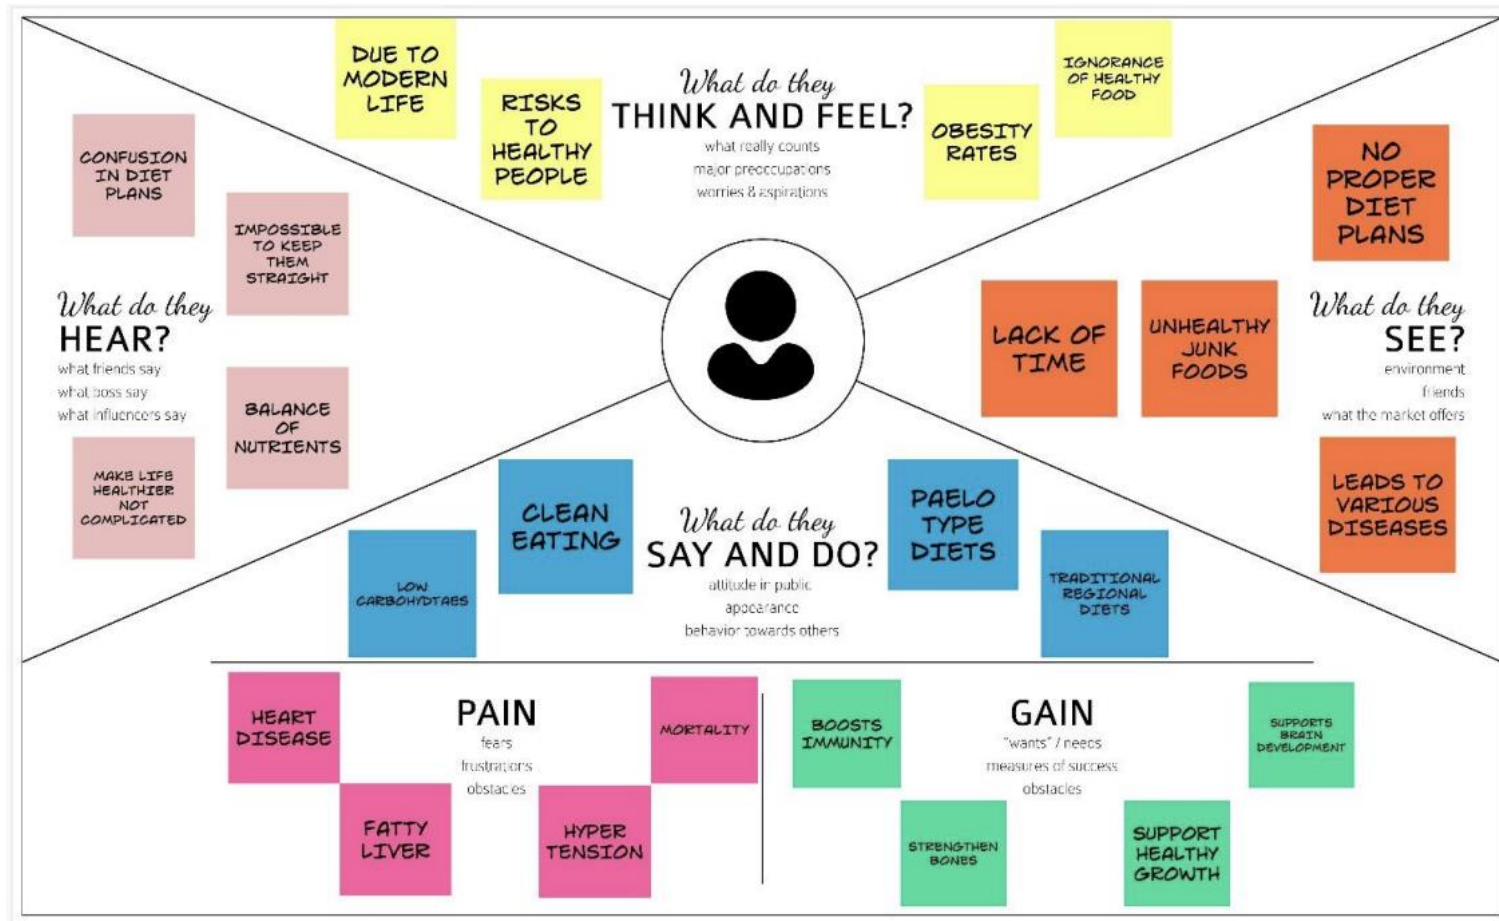 DUE TO
MODERN
LIFE
RISKS
TO
HEALTHY
PEOPLE
What do they
THINK AND FEEL?
what really counts
major preoccupations
worries & aspirations
OBESITY
RATES
IGNORANCE
OF HEALTHY
FOOD
CONFUSION
IN DIET
PLANS
IMPOSSIBLE
TO KEEP
THEM
STRAIGHT
What do they
HEAR?
what friends say
what boss say
what influencers say
BALANCE
OF
NUTRIENTS
MAKE LIFE
HEALTHIER
NOT
COMPLICATED
NO
PROPER
DIET
PLANS
LACK OF
TIME
UNHEALTHY
JUNK
FOODS
What do they
SEE?
environment
friends
what the market offers
LEADS TO
VARIOUS
DISEASES
LOW
CARBOHYDTAES
CLEAN
EATING
What do they
SAY AND DO?
attitude in public
appearance
behavior towards others
PAELO
TYPE
DIETS
TRADITIONAL
REGIONAL
DIETS
HEART
DISEASE
FATTY
LIVER
PAIN
fears
frustrations
obstacles
HYPER
TENSION
MORTALITY
BOOSTS
IMMUNITY
STRENGTHEN
BONES
GAIN
"wants" / needs
measures of success
obstacles
SUPPORT
HEALTHY
GROWTH
SUPPORTS
BRAIN
DEVELOPMENT